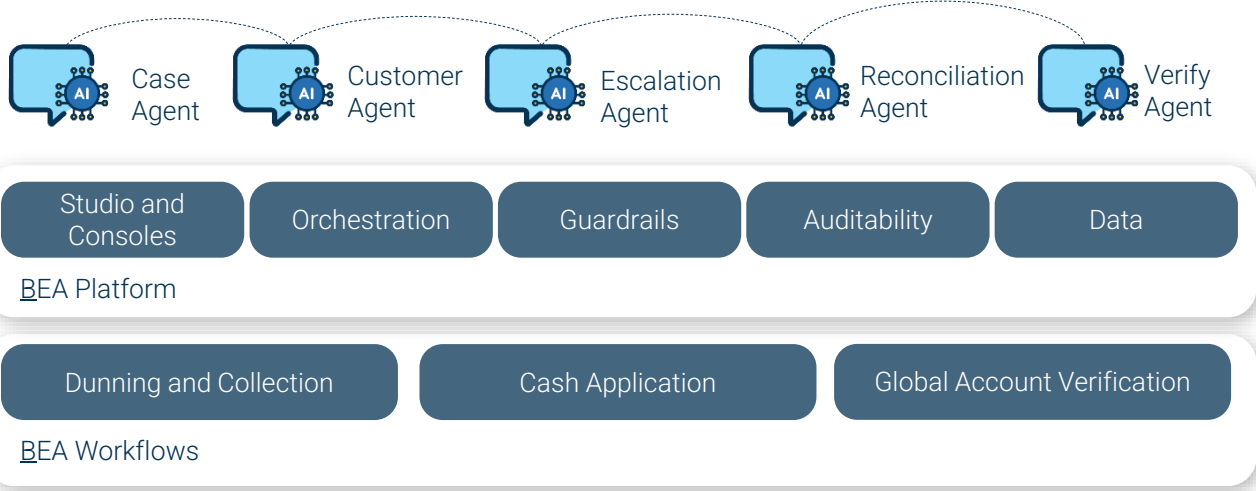 AI
Case
Agent
AI
Customer
Agent
AI
Escalation
Agent
AI
Reconciliation
Agent
AI
Verify
Agent
Studio and
Consoles
Orchestration
Guardrails
Auditability
Data
BEA Platform
Dunning and Collection
Cash Application
Global Account Verification
BEA Workflows